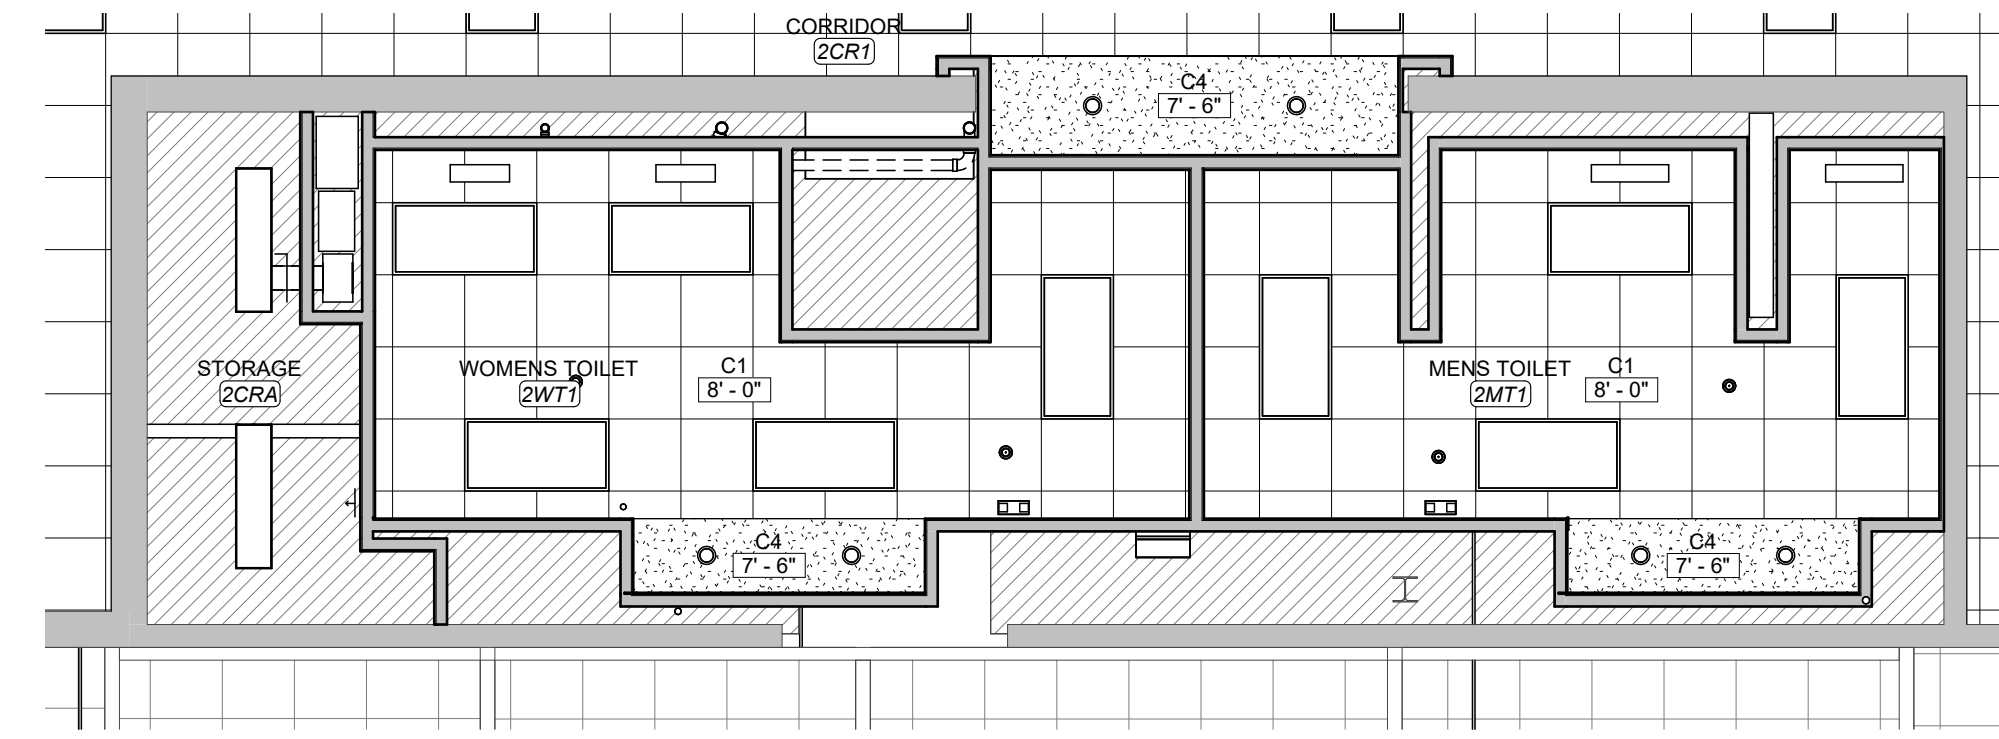 CORRIDOR
2CR1
C4
7' - 6"
STORAGE
2CRA
WOMENS TOILET
2WT1
C1
8' - 0"
MENS TOILET
2MT1
C1
8' - 0"
C4
7' - 6"
C4
7' - 6"